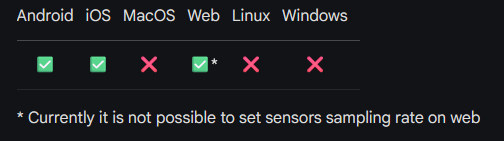 Android iOS MacOS Web Linux Windows
✅ ✅ ❌ ✅* ❌ ❌
* Currently it is not possible to set sensors sampling rate on web